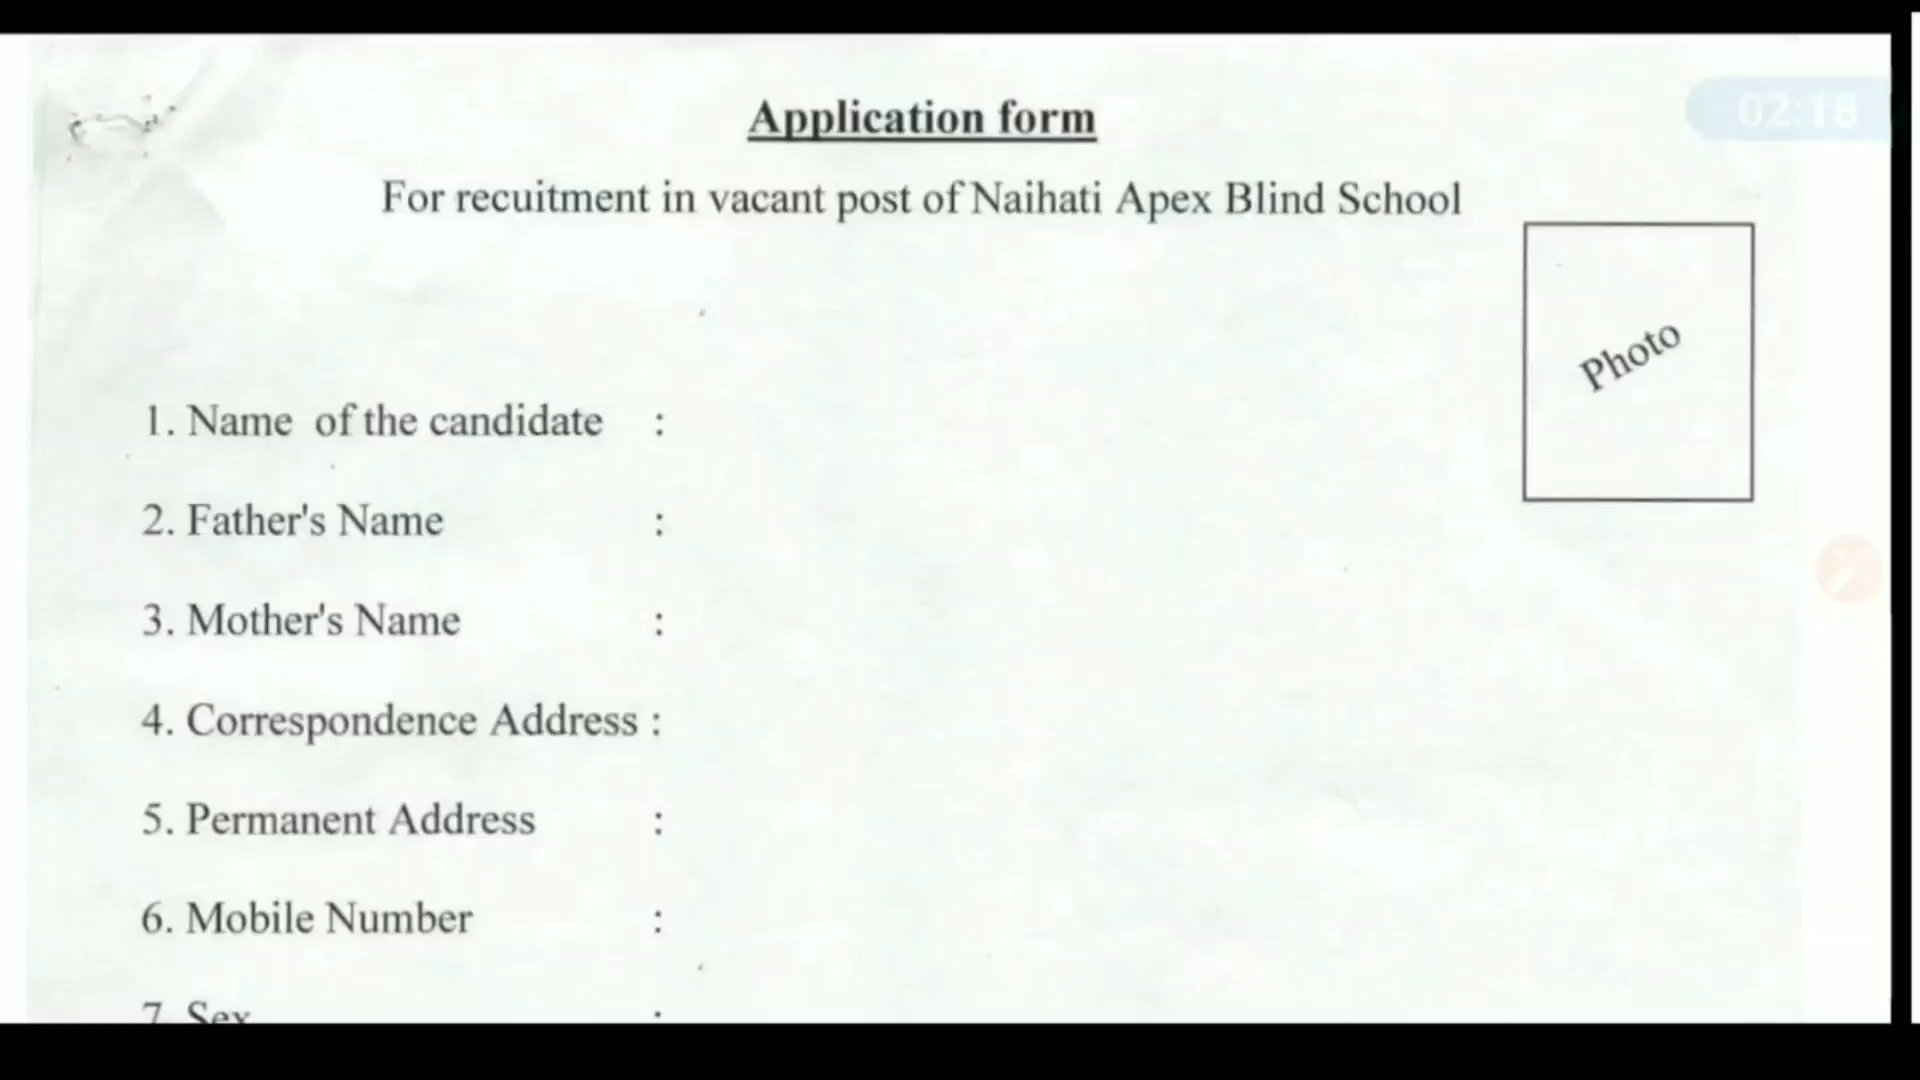 Application form
02:18
For recuitment in vacant post of Naihati Apex Blind School
Photo
1. Name of the candidate :
2. Father's Name :
3. Mother's Name :
4. Correspondence Address :
5. Permanent Address :
6. Mobile Number :
7. Sex :